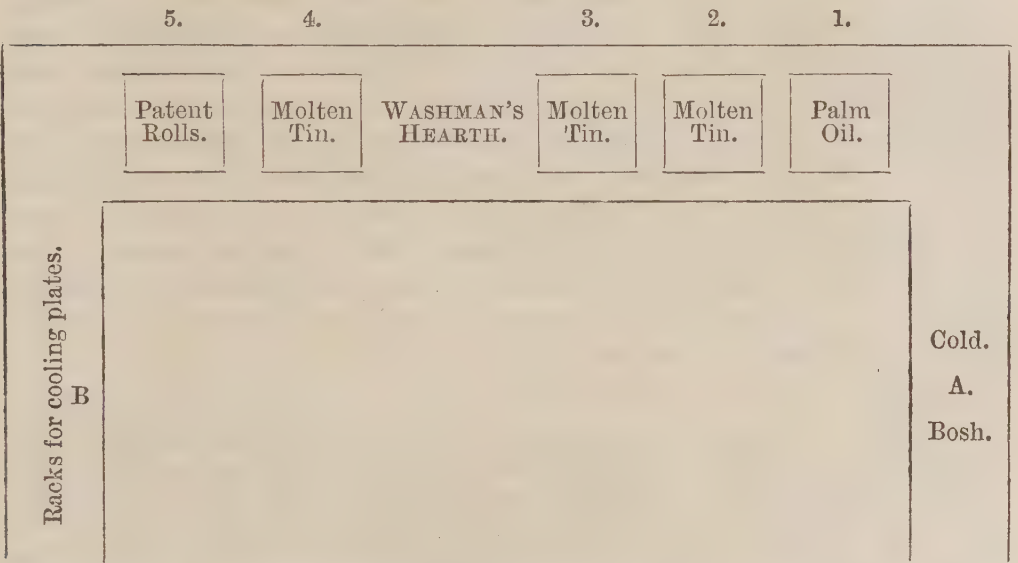 5. 4. 3. 2. 1.
Patent
Rolls.
Molten
Tin.
WASHMAN'S
HEARTH.
Molten
Tin.
Molten
Tin.
Palm
Oil.
Racks for cooling plates.
B
Cold.
A.
Bosh.